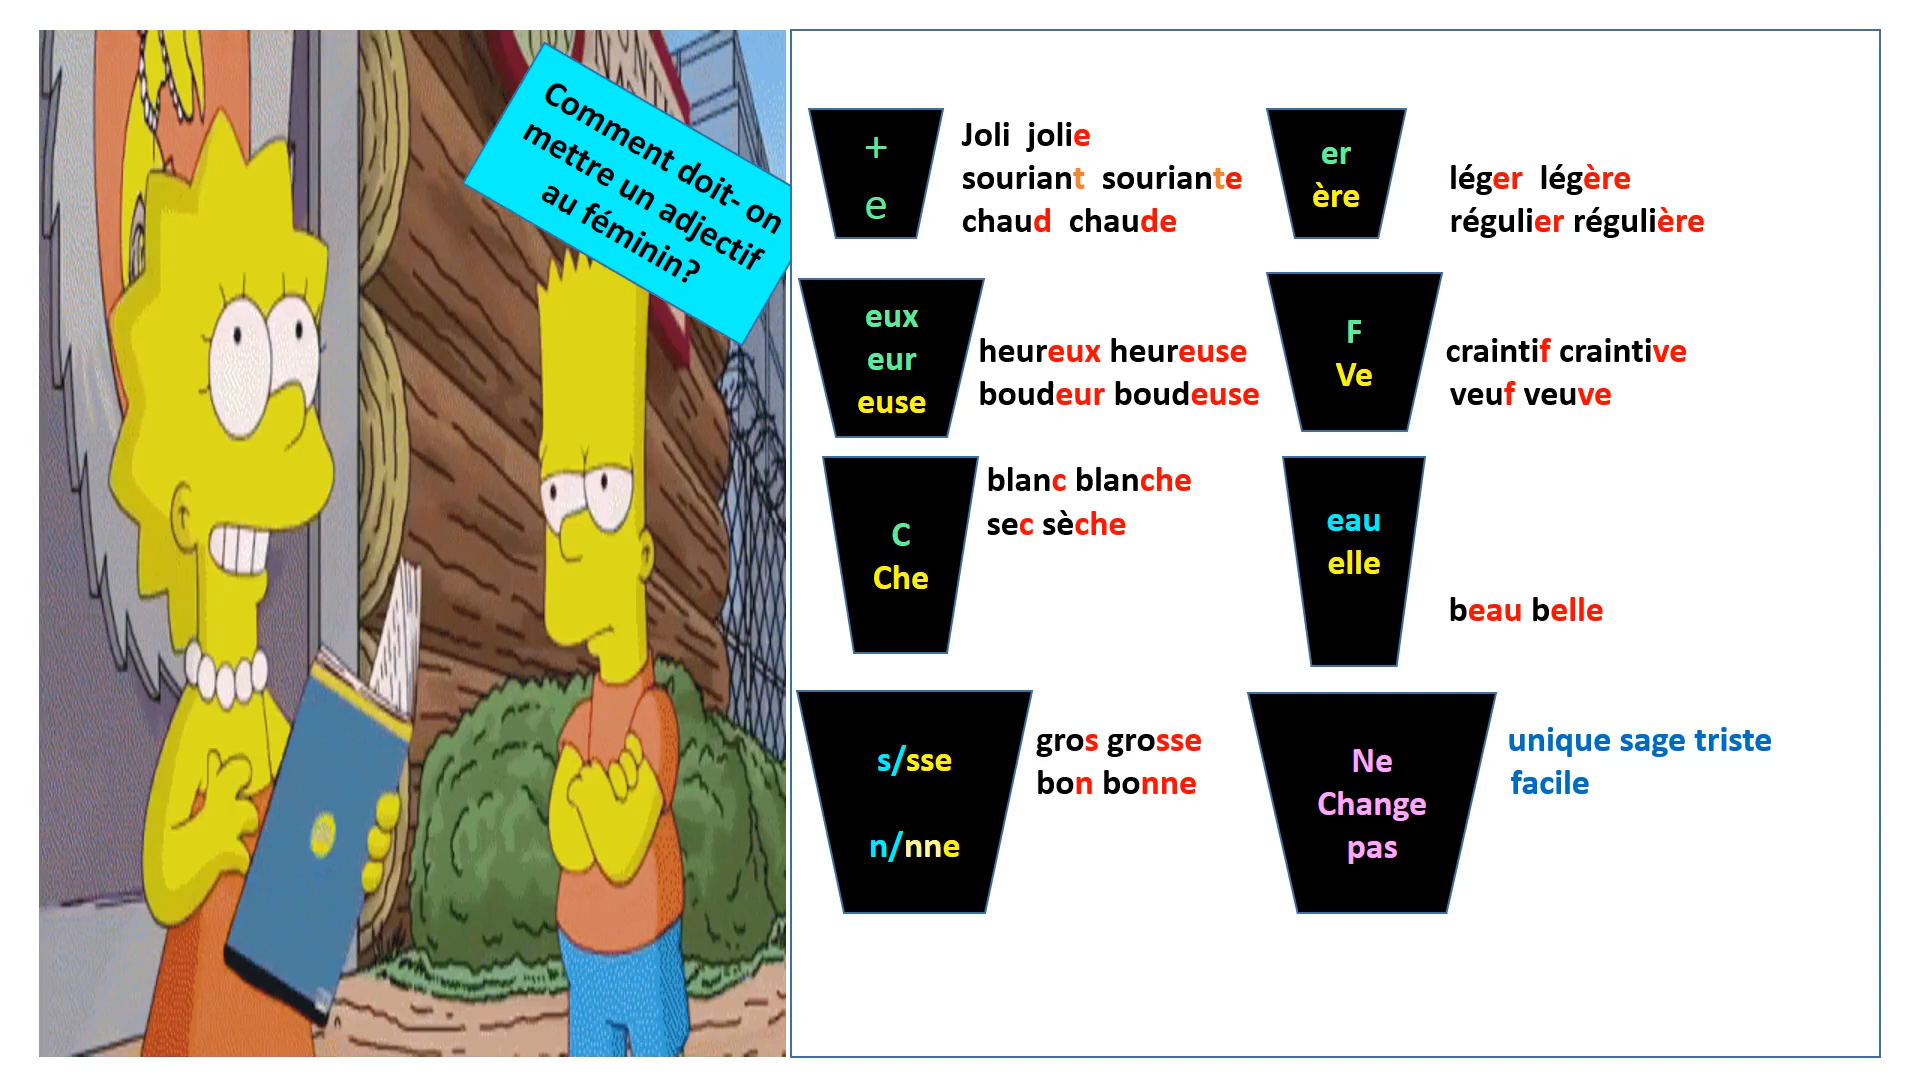 Comment doit- on
mettre un adjectif
au féminin?
+
e
Joli jolie
souriant souriante
chaud chaude
er
ère
léger légère
régulier régulière
eux
eur
euse
heureux heureuse
boudeur boudeuse
F
Ve
craintif craintive
veuf veuve
C
Che
blanc blanche
sec sèche
eau
elle
beau belle
s/sse
n/nne
gros grosse
bon bonne
Ne
Change
pas
unique sage triste
facile